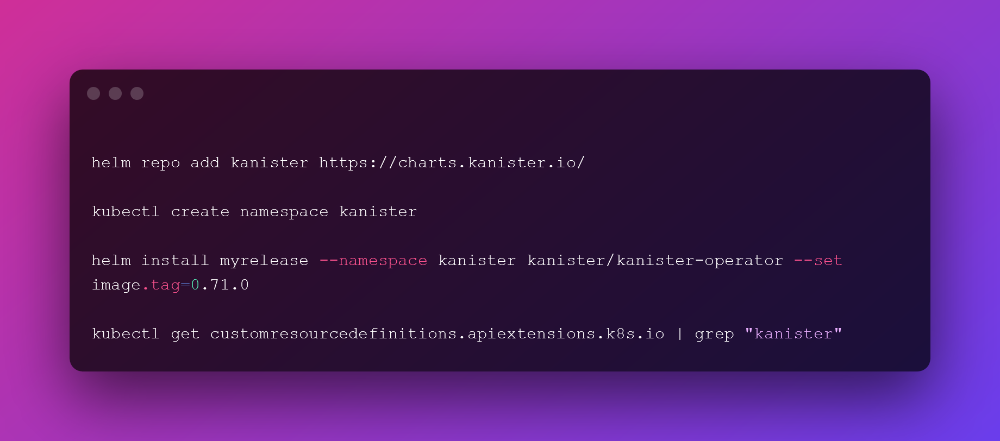 helm repo add kanister https://charts.kanister.io/
kubectl create namespace kanister
helm install myrelease --namespace kanister kanister/kanister-operator --set
image.tag=0.71.0
kubectl get customresourcedefinitions.apiextensions.k8s.io | grep "kanister"